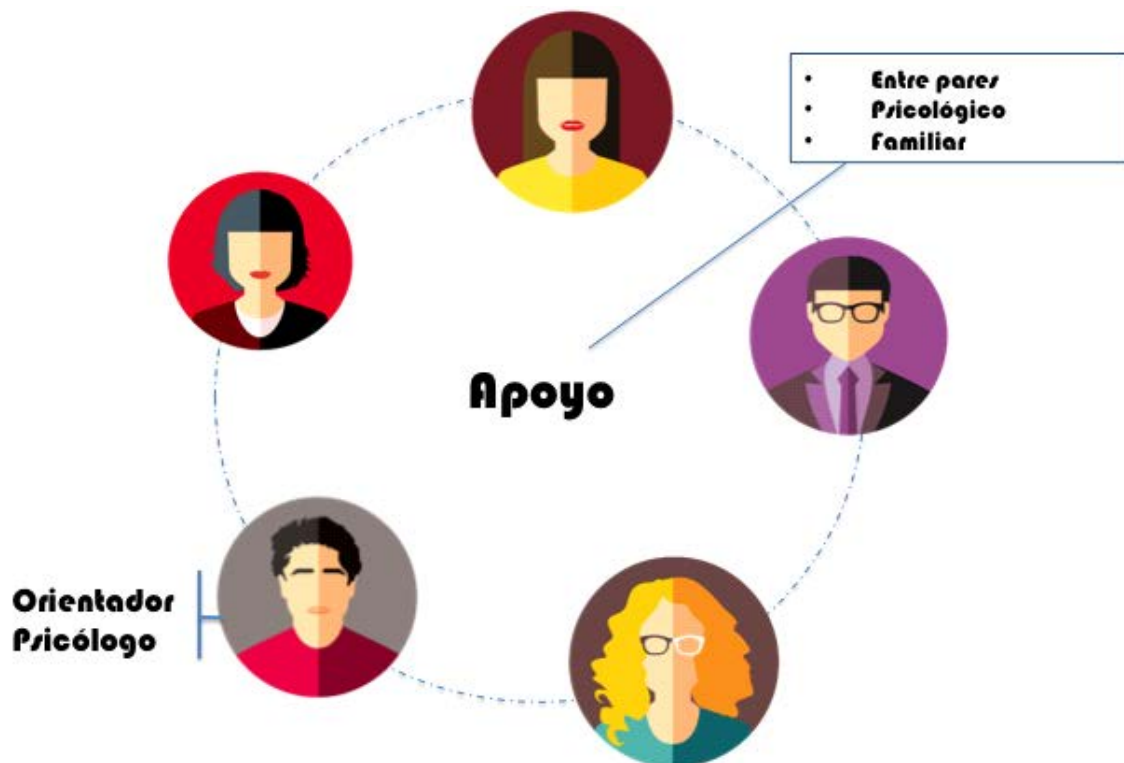 • Entre pares
• Psicológico
• Familiar
Apoyo
Orientador
Psicólogo